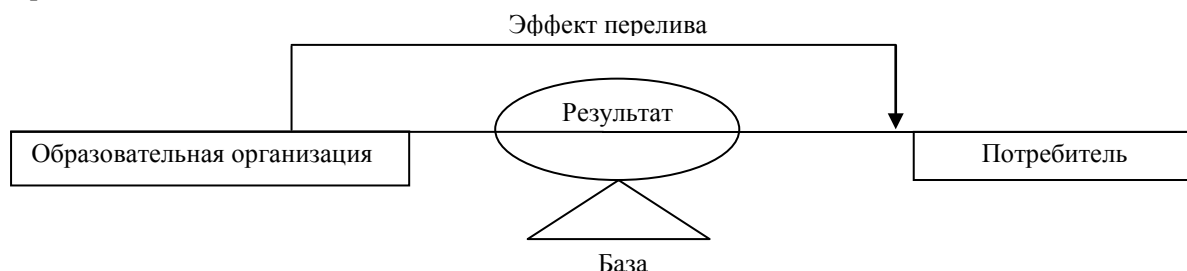 Эффект перелива
Результат
Образовательная организация
Потребитель
База